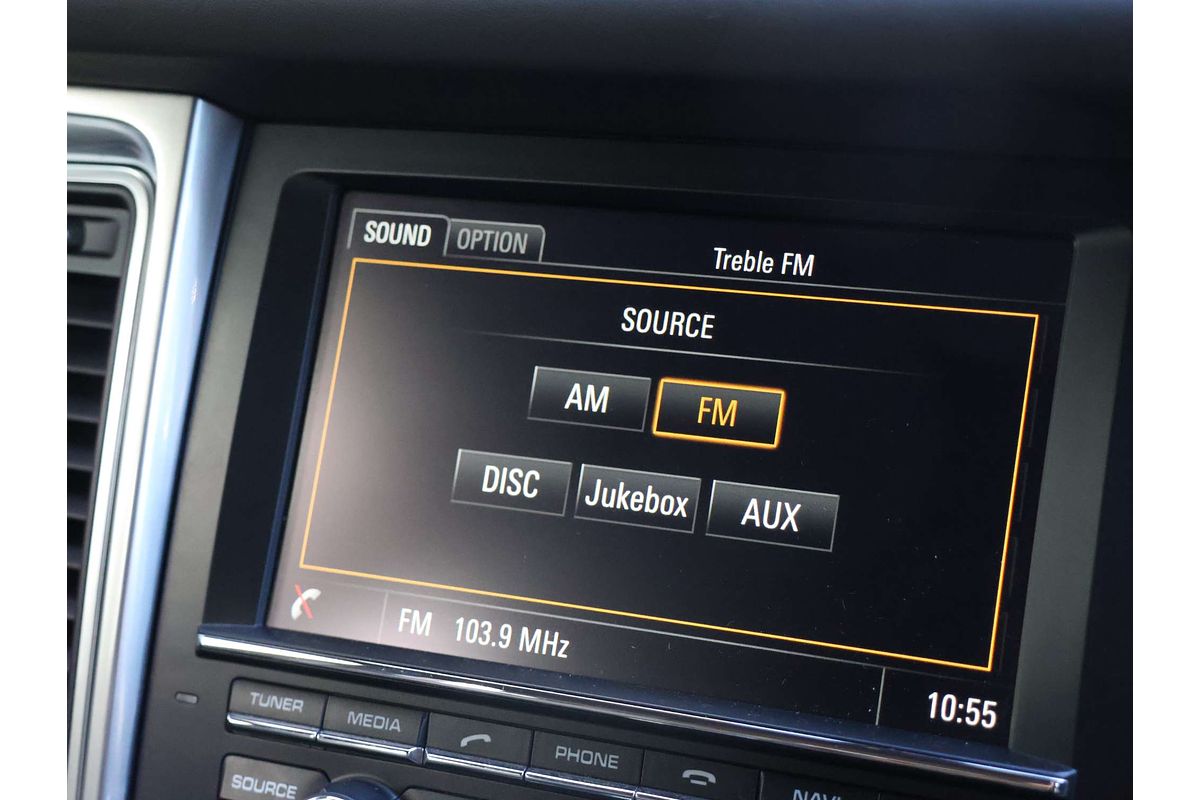 SOUND OPTION
Treble FM
SOURCE
AM FM
DISC Jukebox AUX
FM 103.9 MHz
10:55
TUNER MEDIA PHONE
SOURCE